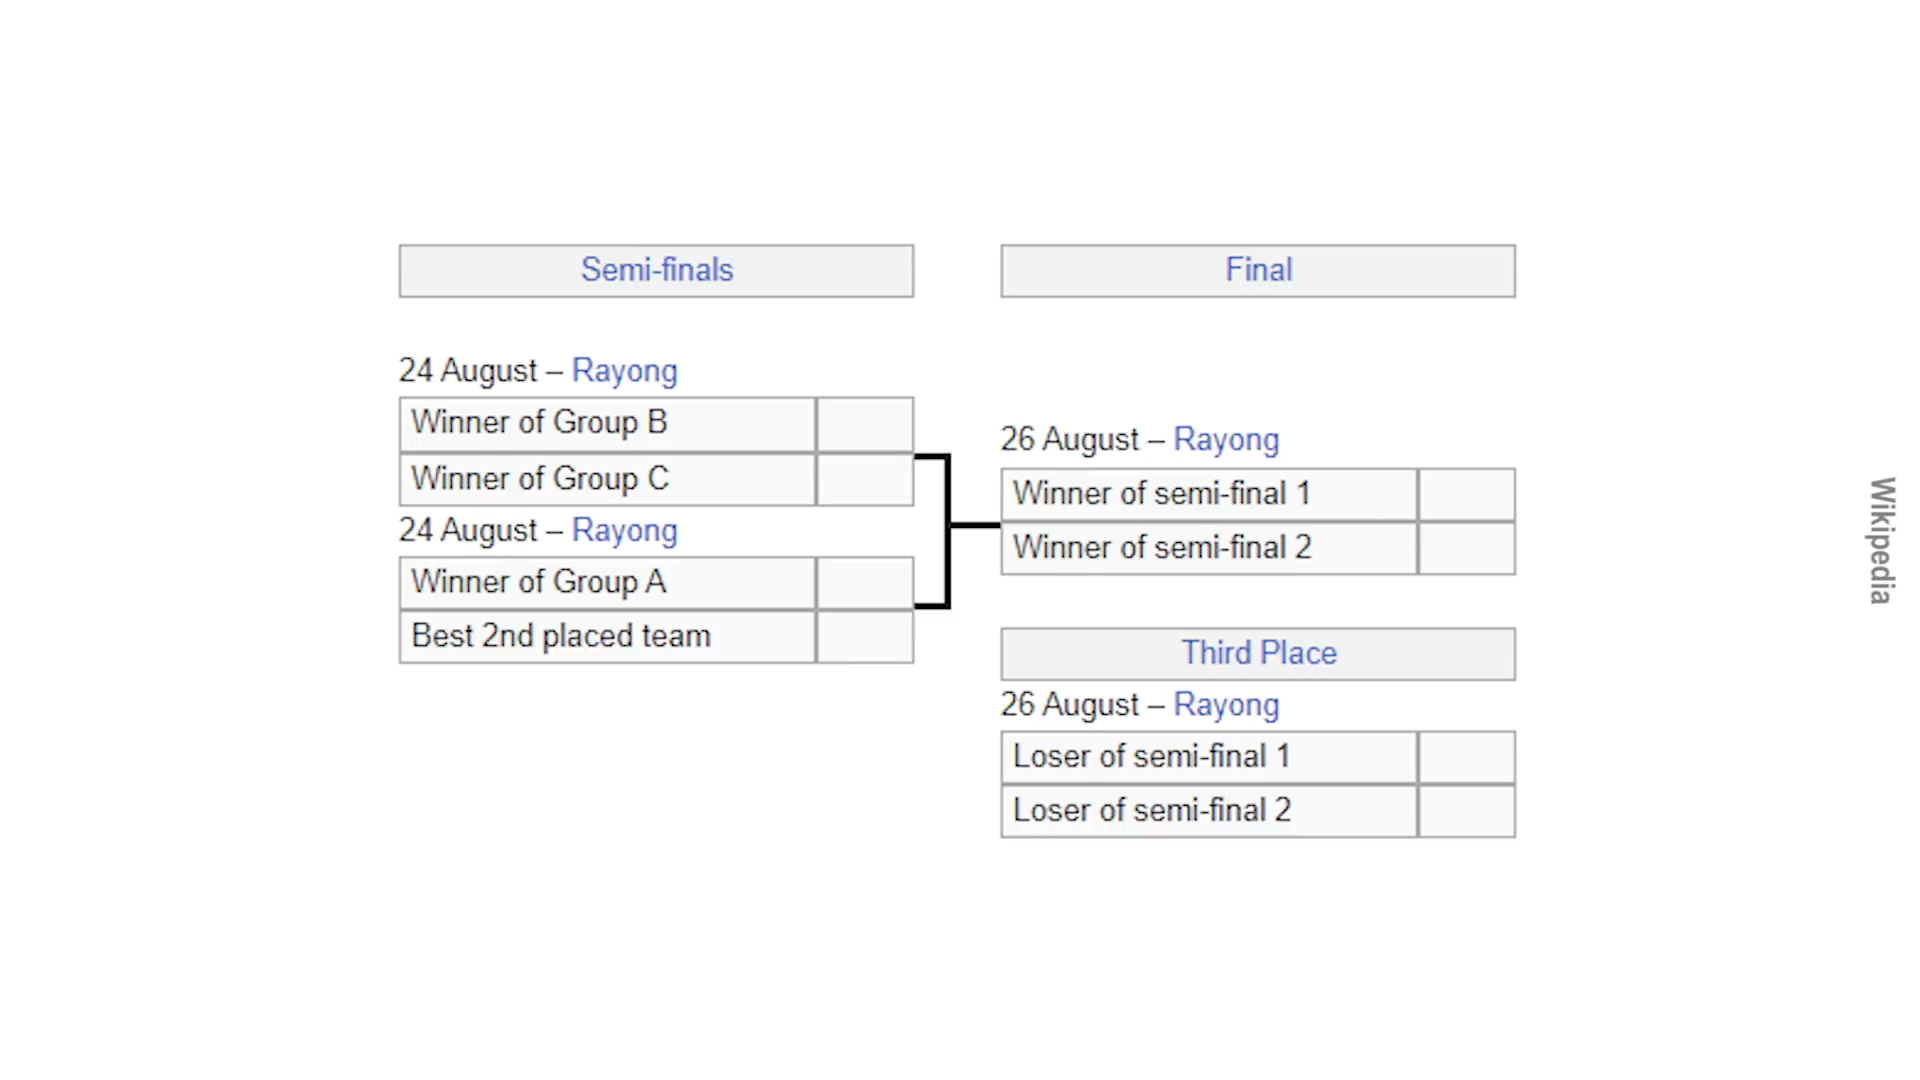 Semi-finals
24 August – Rayong
Winner of Group B
Winner of Group C
24 August – Rayong
Winner of Group A
Best 2nd placed team
Final
26 August – Rayong
Winner of semi-final 1
Winner of semi-final 2
Third Place
26 August – Rayong
Loser of semi-final 1
Loser of semi-final 2
Wikipedia